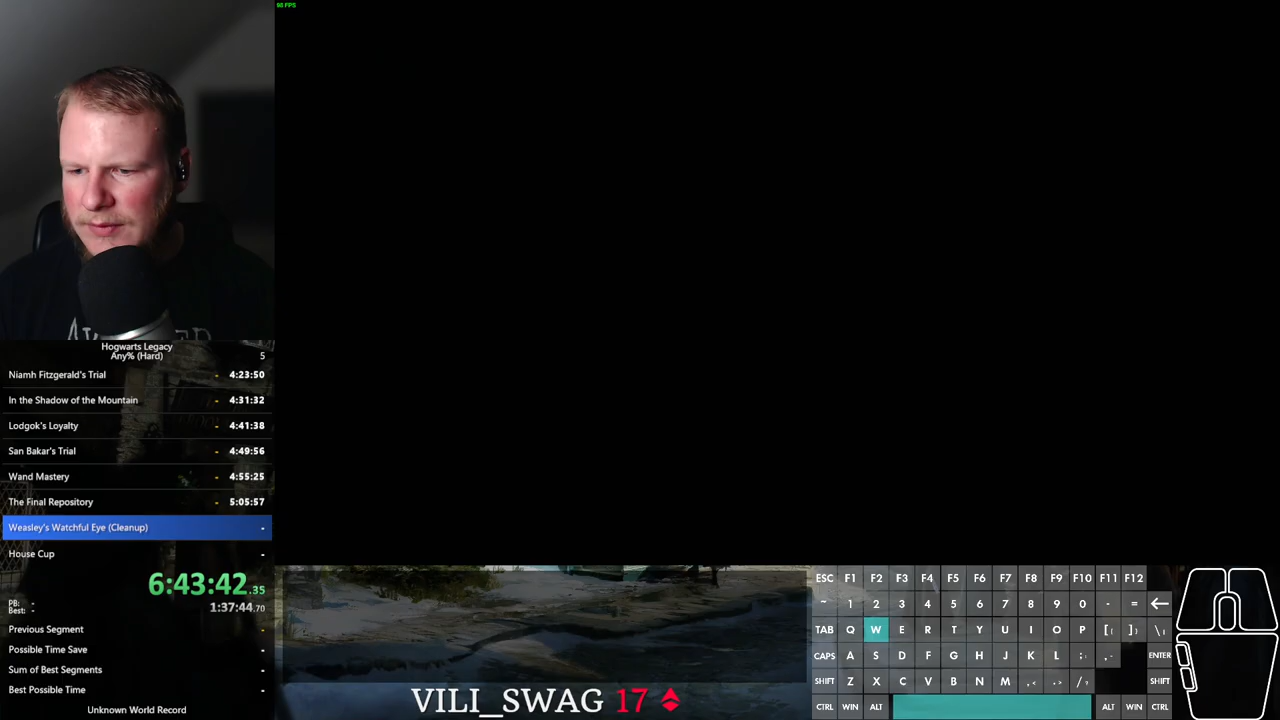 98 FPS
Hogwarts Legacy
Any% (Hard) 5
Niamh Fitzgerald's Trial - 4:23:50
In the Shadow of the Mountain - 4:31:32
Lodgok's Loyalty - 4:41:38
San Bakar's Trial - 4:49:56
Wand Mastery - 4:55:25
The Final Repository - 5:05:57
Weasley's Watchful Eye (Cleanup) -
House Cup -
6:43:42.35
PB: -
Best: -
1:37:44.70
Previous Segment -
Possible Time Save -
Sum of Best Segments -
Best Possible Time -
Unknown World Record
VILI_SWAG 17
ESC F1 F2 F3 F4 F5 F6 F7 F8 F9 F10 F11 F12
~ 1 2 3 4 5 6 7 8 9 0 - =
TAB Q W E R T Y U I O P [{ ]} \|
CAPS A S D F G H J K L ;: ,. ENTER
SHIFT Z X C V B N M ,< .> /? SHIFT
CTRL WIN ALT ALT WIN CTRL